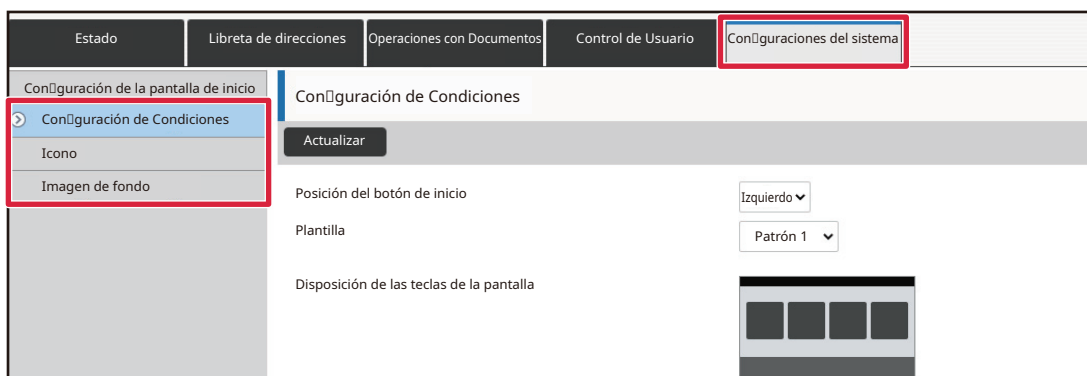 Estado
Libreta de direcciones
Operaciones con Documentos
Control de Usuario
Con▯guraciones del sistema
Con▯guración de la pantalla de inicio
Con▯guración de Condiciones
Icono
Imagen de fondo
Con▯guración de Condiciones
Actualizar
Posición del botón de inicio
Izquierdo
Plantilla
Patrón 1
Disposición de las teclas de la pantalla